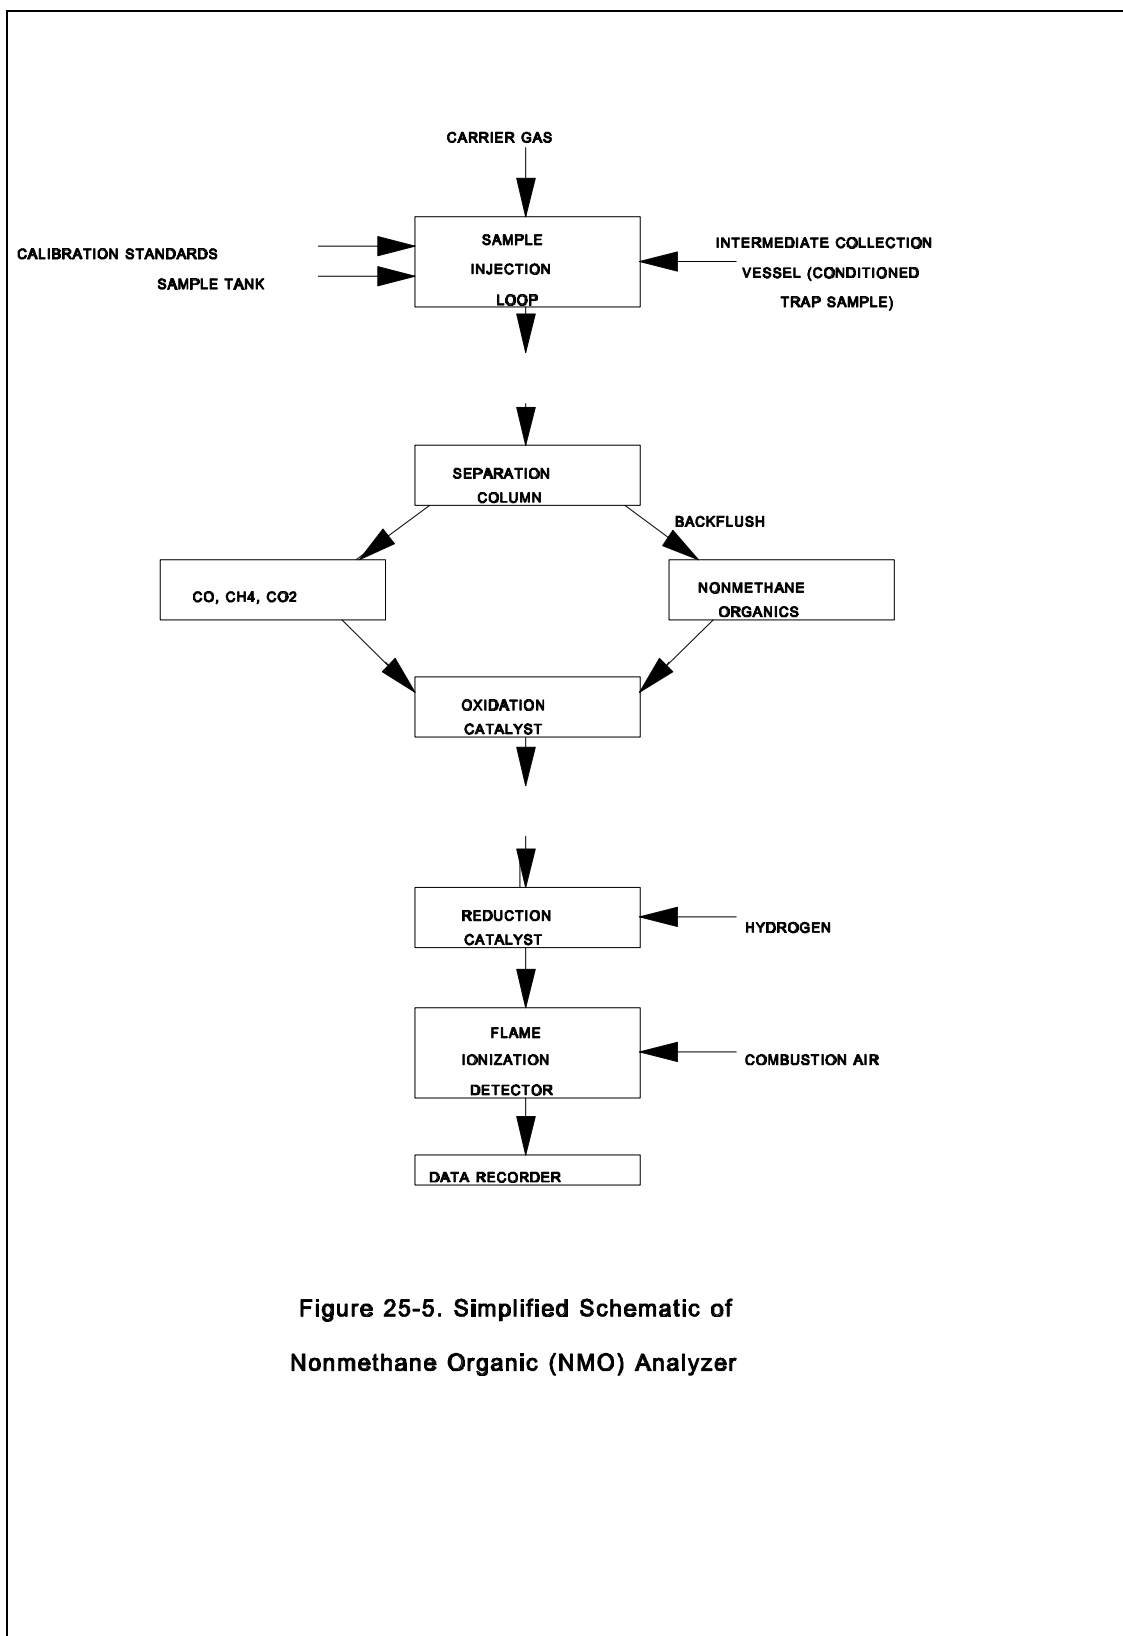 CARRIER GAS
CALIBRATION STANDARDS
SAMPLE TANK
SAMPLE
INJECTION
LOOP
INTERMEDIATE COLLECTION
VESSEL (CONDITIONED
TRAP SAMPLE)
SEPARATION
COLUMN
BACKFLUSH
CO, CH4, CO2
NONMETHANE
ORGANICS
OXIDATION
CATALYST
REDUCTION
CATALYST
HYDROGEN
FLAME
IONIZATION
DETECTOR
COMBUSTION AIR
DATA RECORDER
Figure 25-5. Simplified Schematic of
Nonmethane Organic (NMO) Analyzer